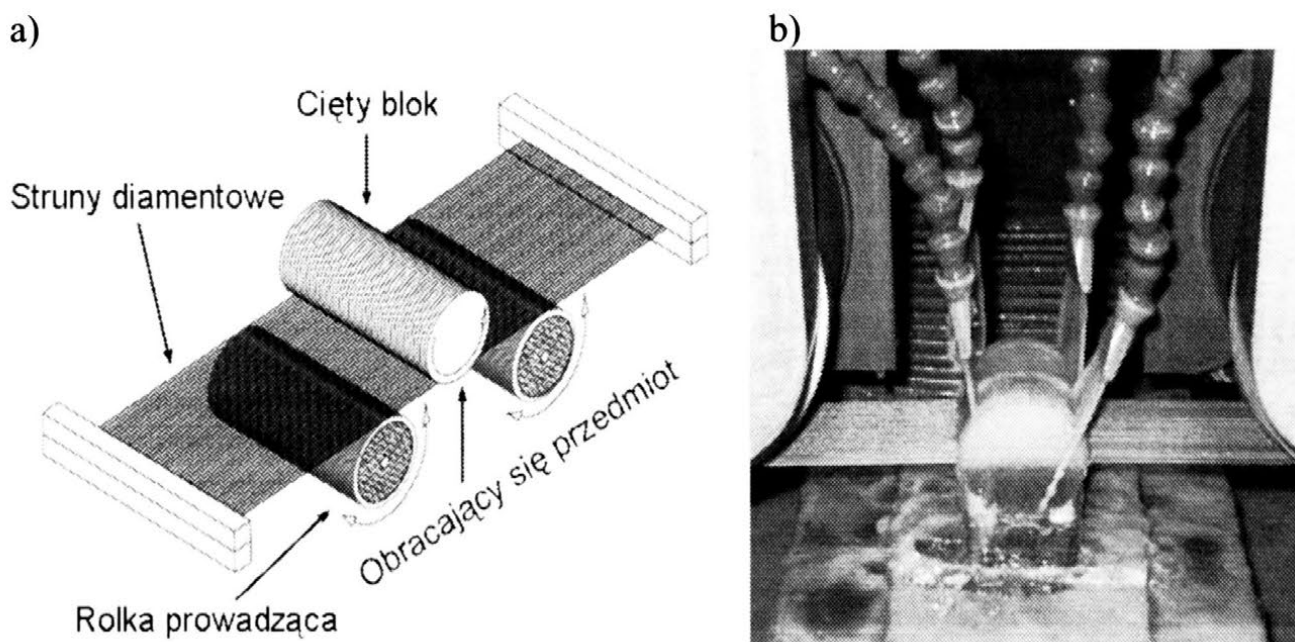 a)
b)
Cięty blok
Struny diamentowe
Obracający się przedmiot
Rolka prowadząca